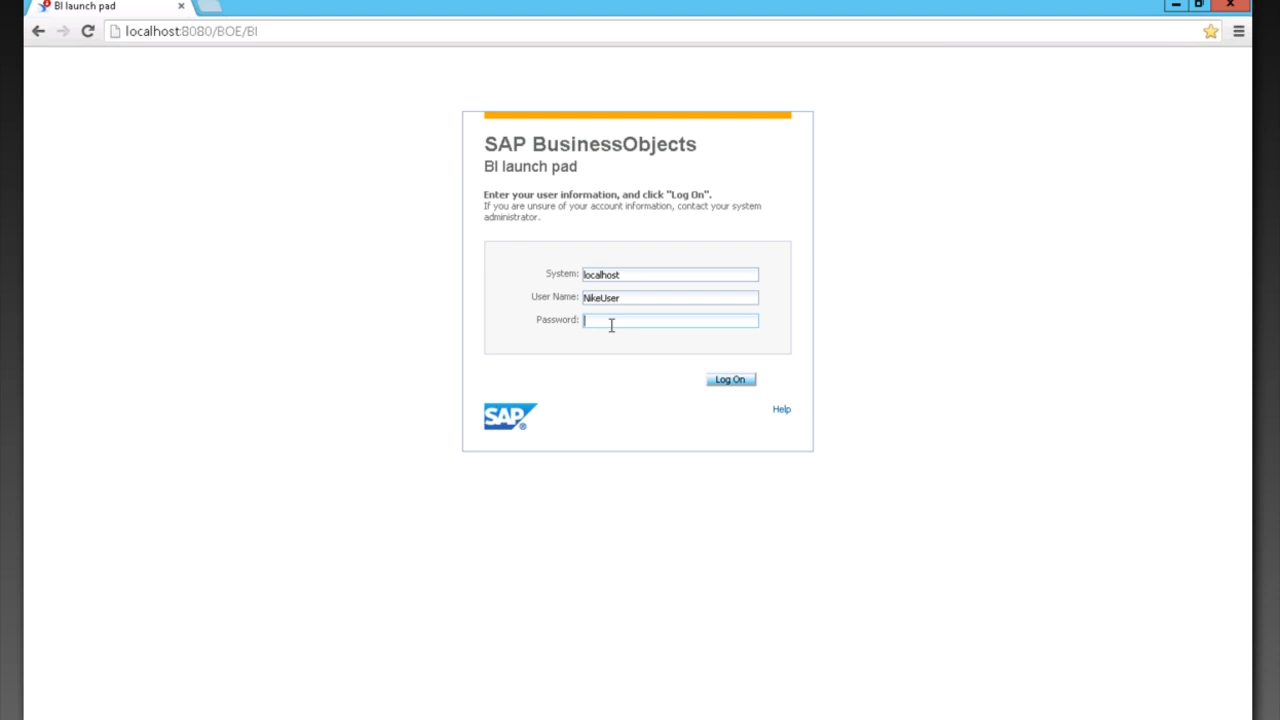 BI launch pad
localhost:8080/BOE/BI
SAP BusinessObjects
BI launch pad
Enter your user information, and click "Log On".
If you are unsure of your account information, contact your system
administrator.
System: localhost
User Name: NikeUser
Password:
Log On
SAP®
Help